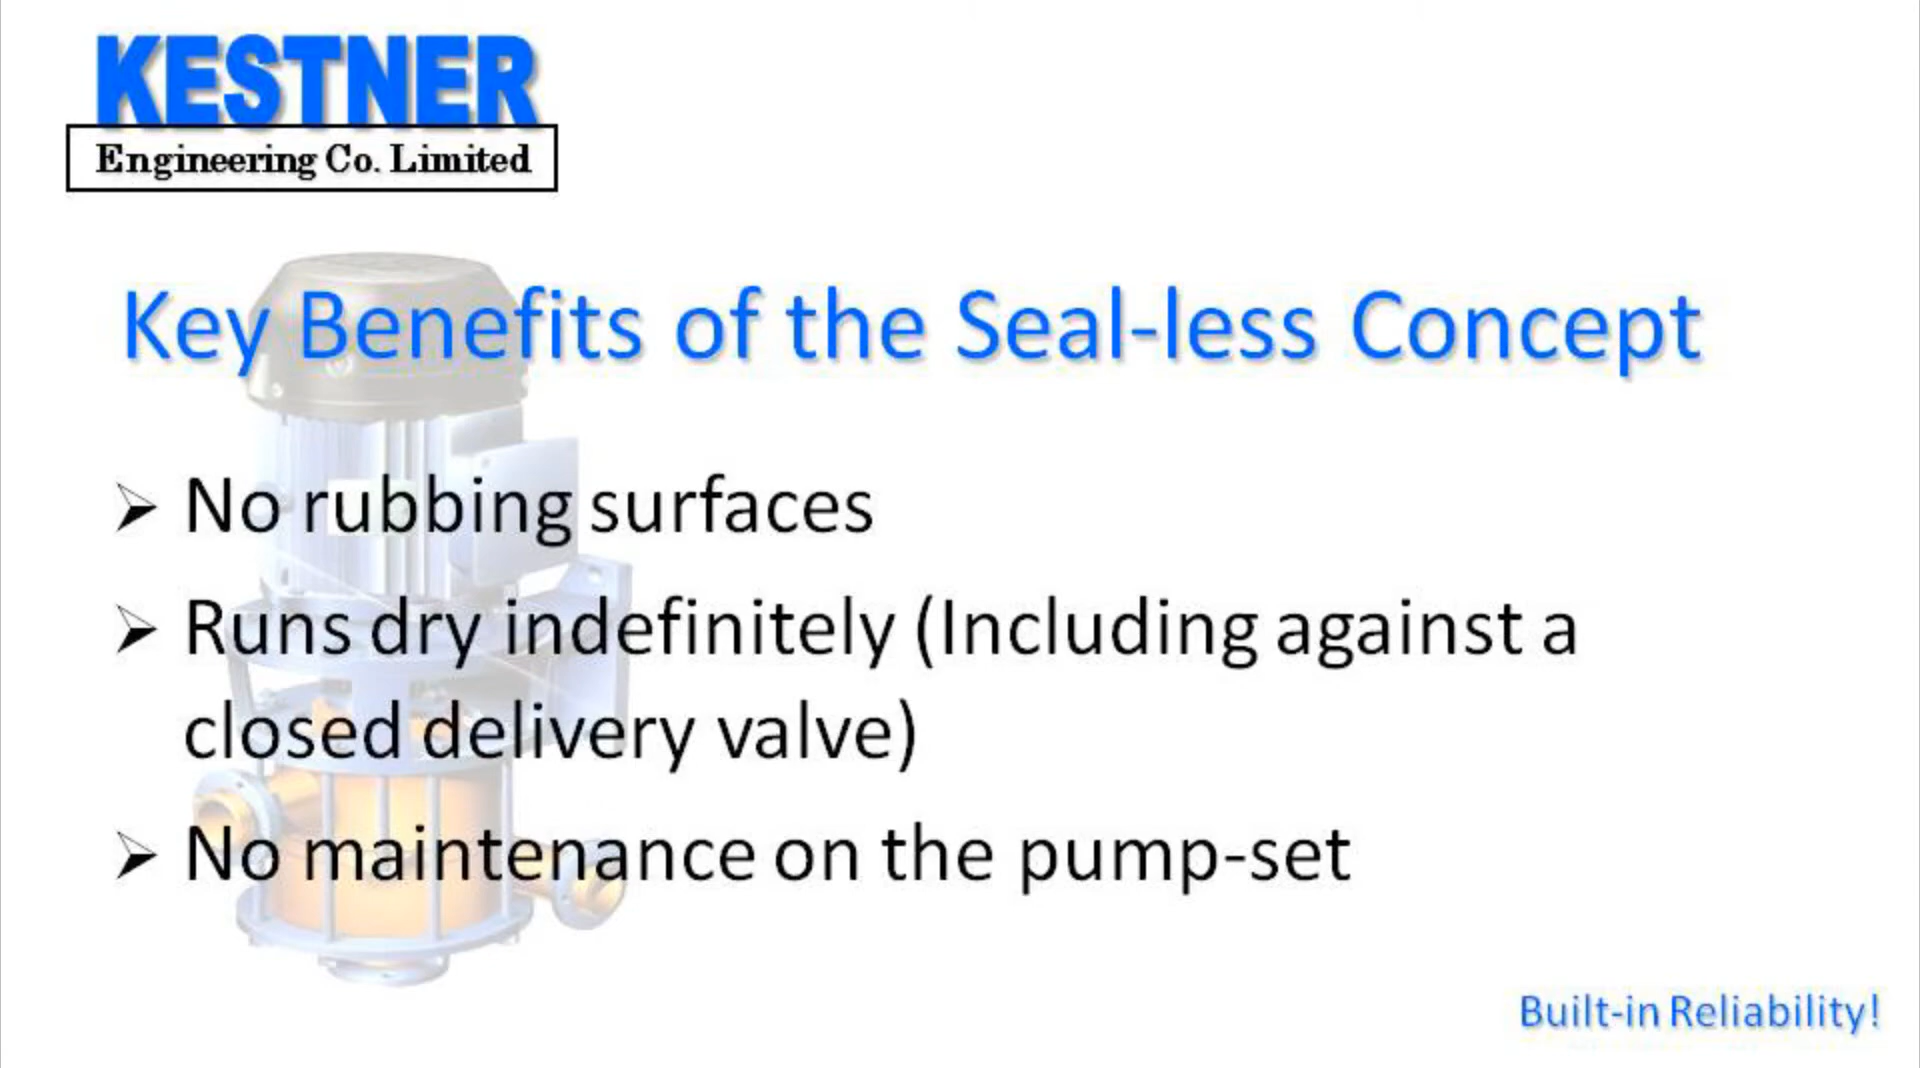 KESTNER
Engineering Co. Limited
Key Benefits of the Seal-less Concept
➢ No rubbing surfaces
➢ Runs dry indefinitely (Including against a
closed delivery valve)
➢ No maintenance on the pump-set
Built-in Reliability!